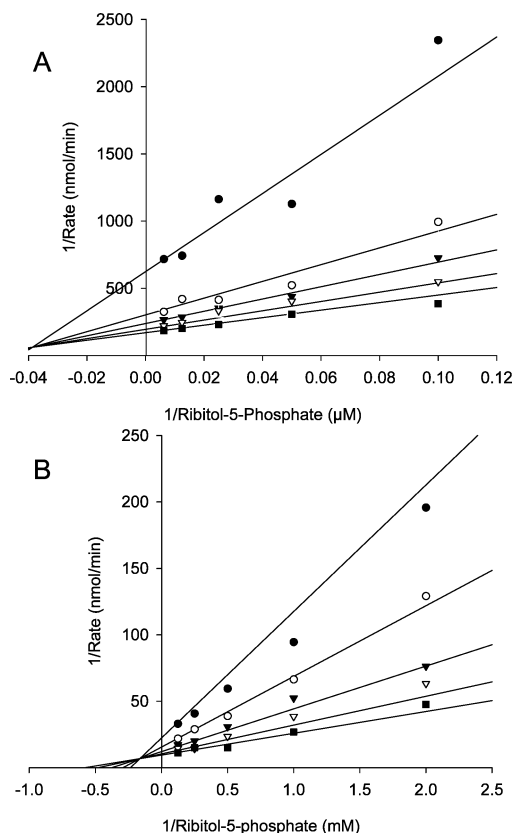 A
2500
2000
1500
1000
500
1/Rate (nmol/min)
-0.04 -0.02 0.00 0.02 0.04 0.06 0.08 0.10 0.12
1/Ribitol-5-Phosphate (µM)
B
250
200
150
100
50
1/Rate (nmol/min)
-1.0 -0.5 0.0 0.5 1.0 1.5 2.0 2.5
1/Ribitol-5-phosphate (mM)